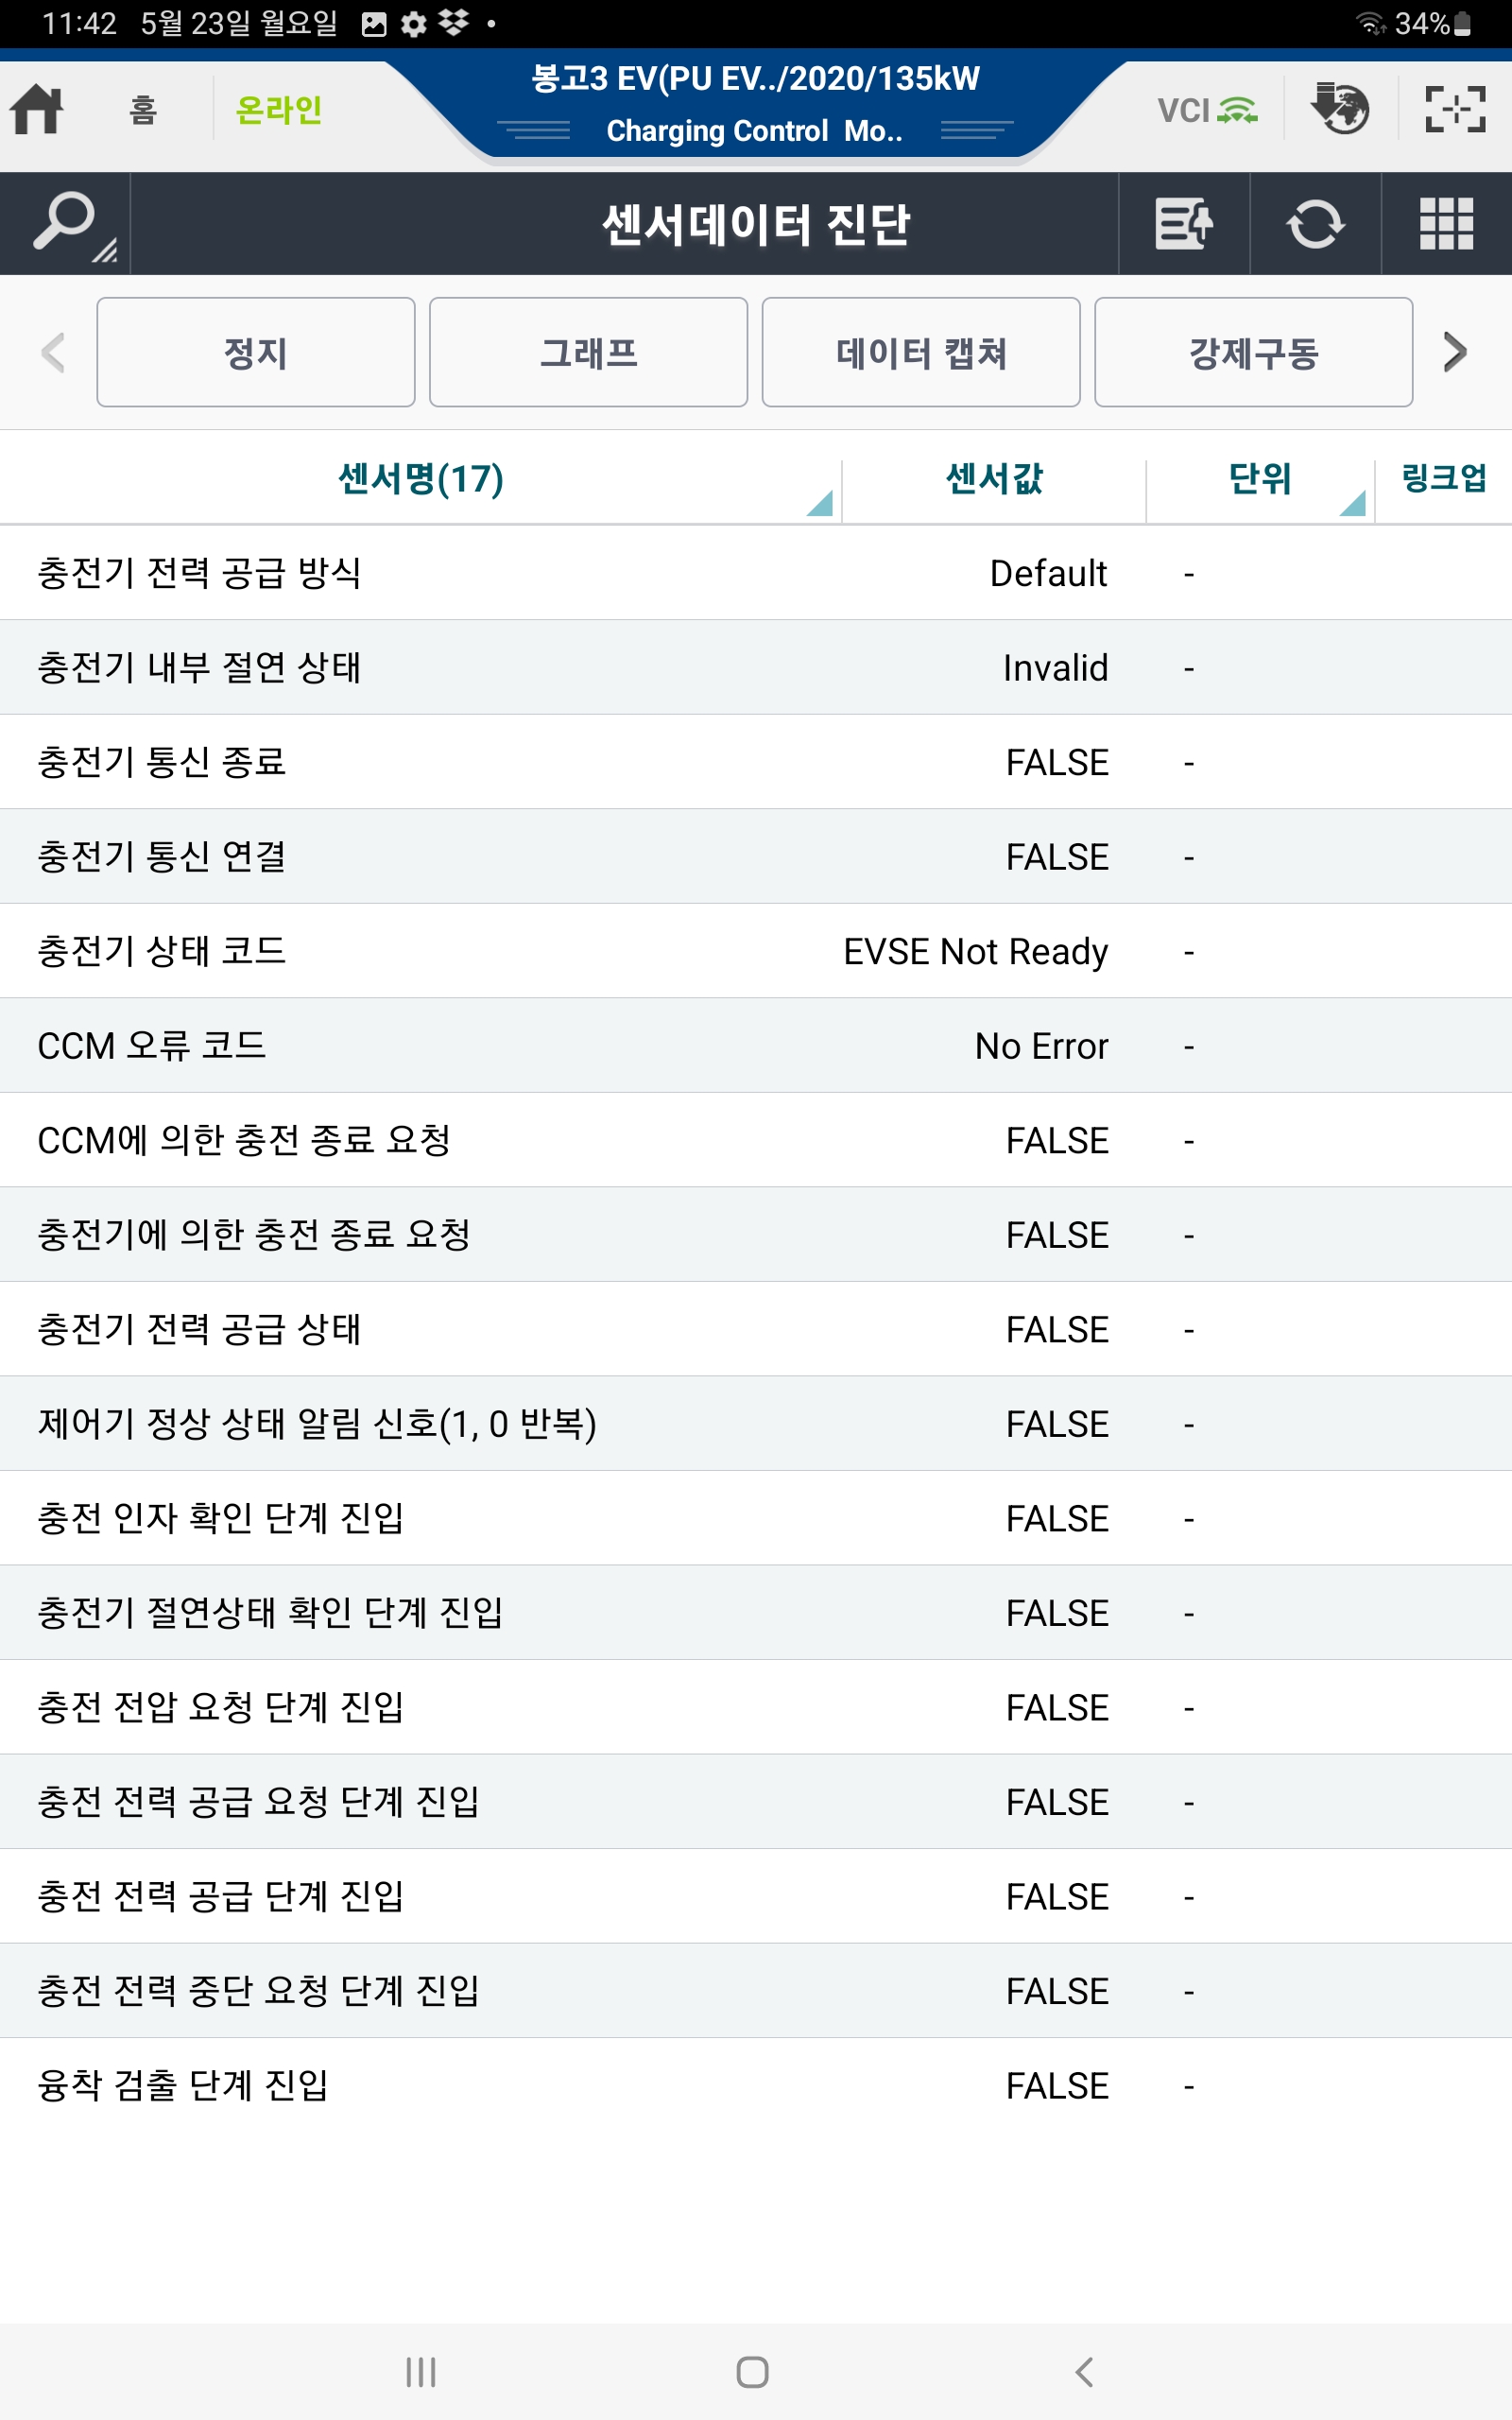 11:42 5월 23일 월요일 34%
봉고3 EV(PU EV../2020/135kW
홈 온라인 Charging Control Mo.. VCI
센서데이터 진단
정지 그래프 데이터 캡쳐 강제구동
센서명(17) 센서값 단위 링크업
충전기 전력 공급 방식 Default -
충전기 내부 절연 상태 Invalid -
충전기 통신 종료 FALSE -
충전기 통신 연결 FALSE -
충전기 상태 코드 EVSE Not Ready -
CCM 오류 코드 No Error -
CCM에 의한 충전 종료 요청 FALSE -
충전기에 의한 충전 종료 요청 FALSE -
충전기 전력 공급 상태 FALSE -
제어기 정상 상태 알림 신호(1, 0 반복) FALSE -
충전 인자 확인 단계 진입 FALSE -
충전기 절연상태 확인 단계 진입 FALSE -
충전 전압 요청 단계 진입 FALSE -
충전 전력 공급 요청 단계 진입 FALSE -
충전 전력 공급 단계 진입 FALSE -
충전 전력 중단 요청 단계 진입 FALSE -
융착 검출 단계 진입 FALSE -